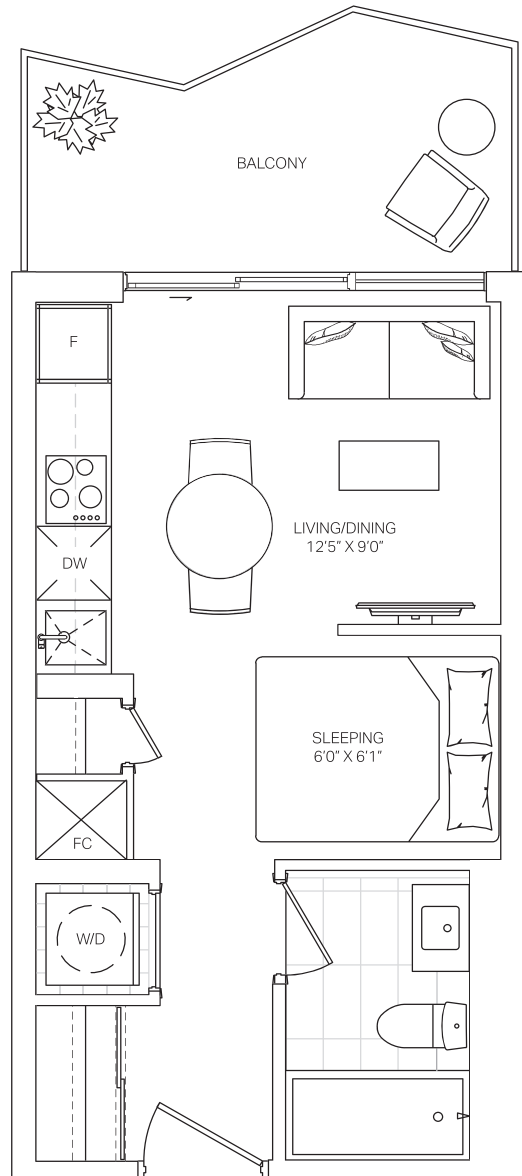 BALCONY
F
DW
LIVING/DINING
12'5" X 9'0"
SLEEPING
6'0" X 6'1"
FC
W/D